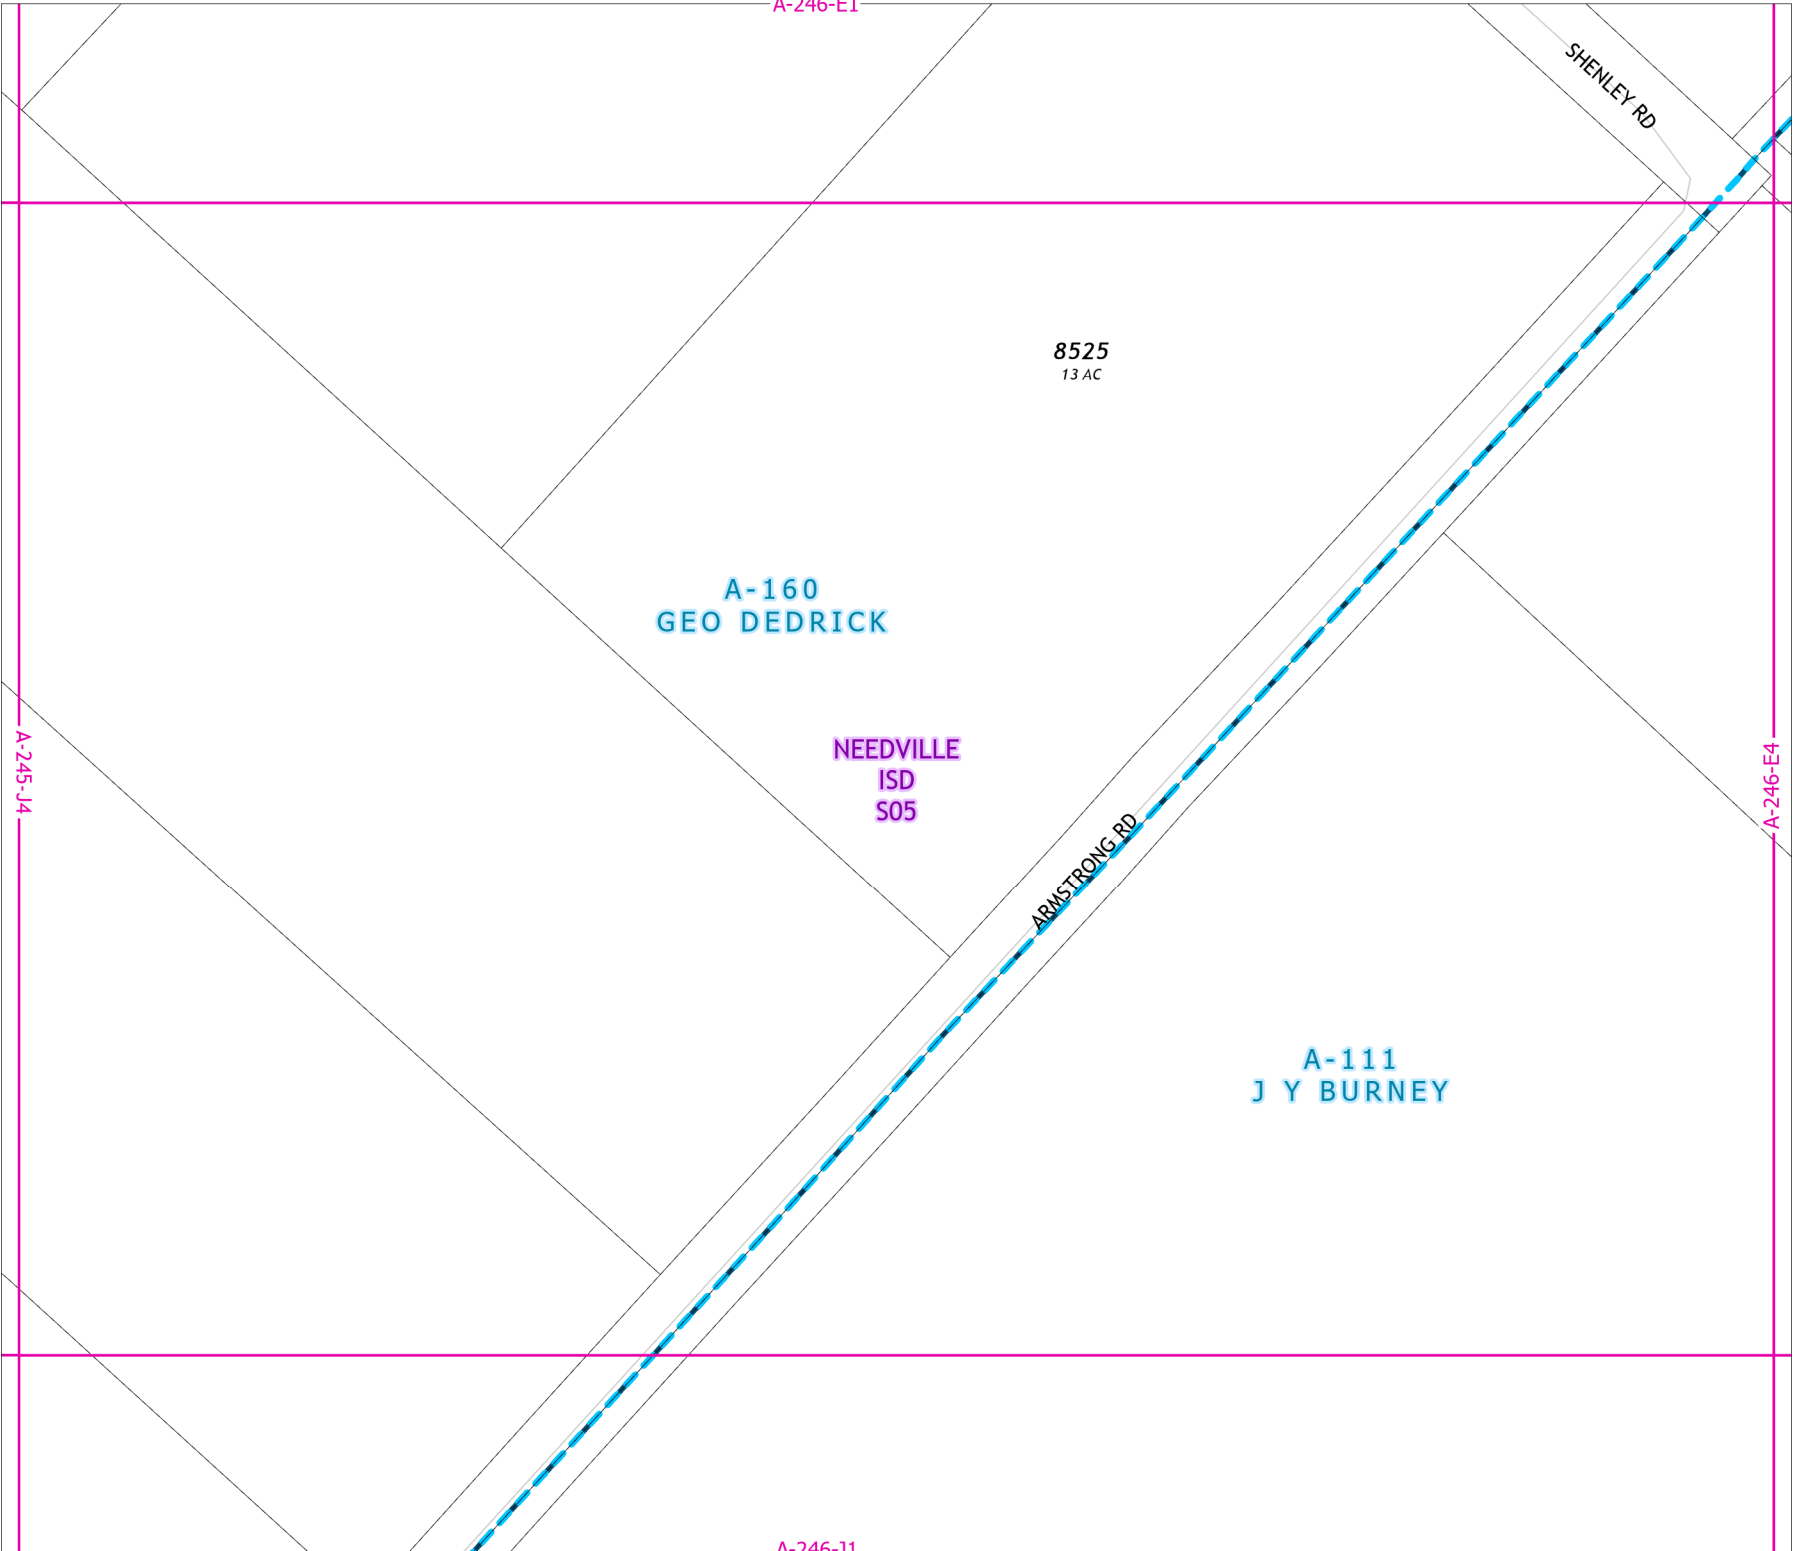 A-246-E1
SHENLEY RD
8525
13 AC
A-160
GEO DEDRICK
NEEDVILLE
ISD
S05
A-245-J4
A-246-E4
ARMSTRONG RD
A-111
J Y BURNEY
A-246-J1